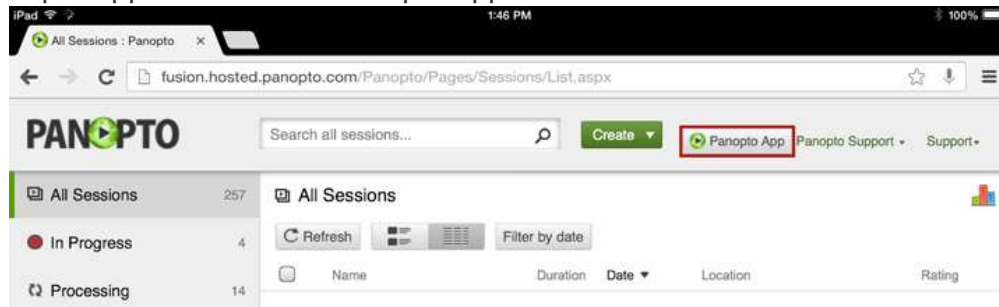 iPad 1:46 PM 100%
All Sessions : Panopto ×
fusion.hosted.panopto.com/Panopto/Pages/Sessions/List.aspx
PANOPTO Search all sessions... Create Panopto App Panopto Support Support
All Sessions 257 All Sessions
Refresh Filter by date
In Progress 4
Name Duration Date Location Rating
Processing 14